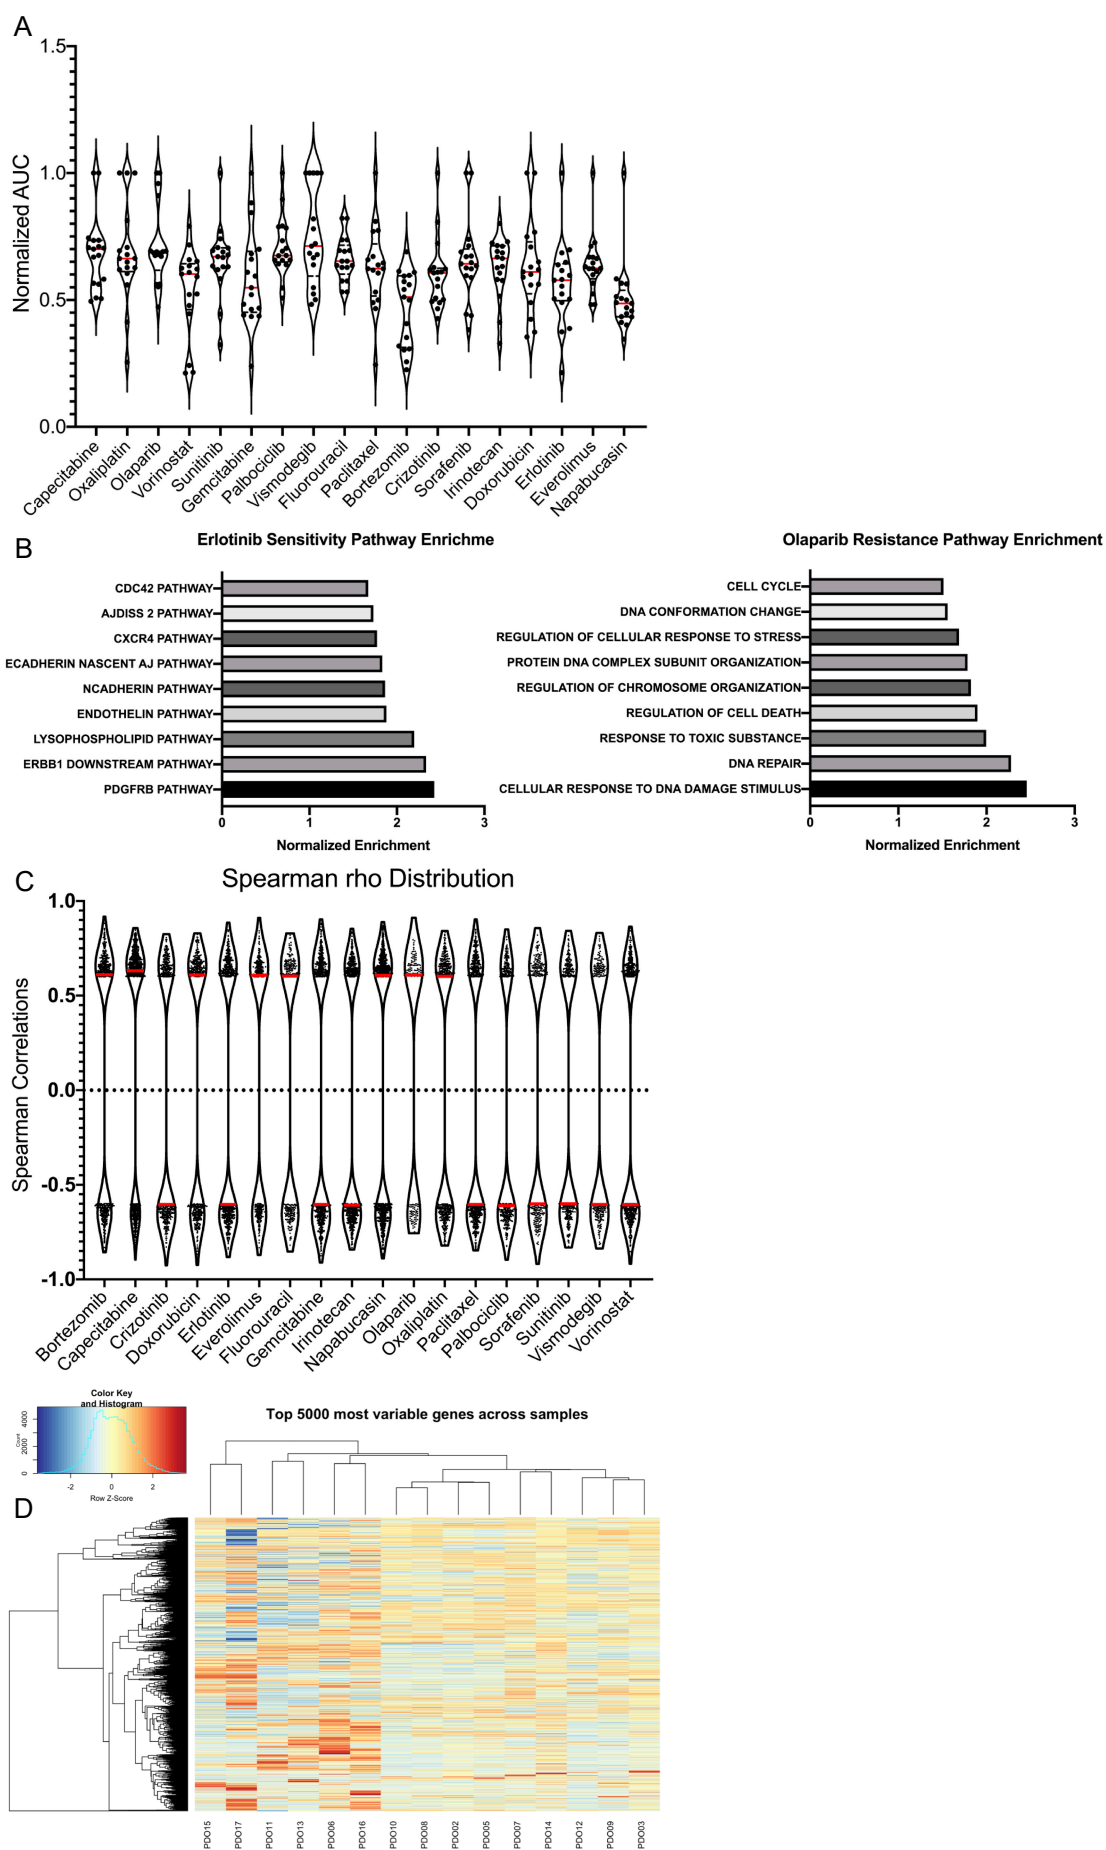 A
1.5
1.0
0.5
0.0
Normalized AUC
Capecitabine
Oxaliplatin
Olaparib
Vorinostat
Sunitinib
Gemcitabine
Palbociclib
Vismodegib
Fluorouracil
Paclitaxel
Bortezomib
Crizotinib
Sorafenib
Irinotecan
Doxorubicin
Erlotinib
Everolimus
Napabucasin
B
Erlotinib Sensitivity Pathway Enrichme
CDC42 PATHWAY
AJDISS 2 PATHWAY
CXCR4 PATHWAY
ECADHERIN NASCENT AJ PATHWAY
NCADHERIN PATHWAY
ENDOTHELIN PATHWAY
LYSOPHOSPHOLIPID PATHWAY
ERBB1 DOWNSTREAM PATHWAY
PDGFRB PATHWAY
0 1 2 3
Normalized Enrichment
Olaparib Resistance Pathway Enrichment
CELL CYCLE
DNA CONFORMATION CHANGE
REGULATION OF CELLULAR RESPONSE TO STRESS
PROTEIN DNA COMPLEX SUBUNIT ORGANIZATION
REGULATION OF CHROMOSOME ORGANIZATION
REGULATION OF CELL DEATH
RESPONSE TO TOXIC SUBSTANCE
DNA REPAIR
CELLULAR RESPONSE TO DNA DAMAGE STIMULUS
0 1 2 3
Normalized Enrichment
C
Spearman rho Distribution
1.0
0.5
0.0
-0.5
-1.0
Spearman Correlations
Bortezomib
Capecitabine
Crizotinib
Doxorubicin
Erlotinib
Everolimus
Fluorouracil
Gemcitabine
Irinotecan
Napabucasin
Olaparib
Oxaliplatin
Paclitaxel
Palbociclib
Sorafenib
Sunitinib
Vismodegib
Vorinostat
Color Key
and Histogram
Count
0 2000 4000
-2 0 2
Row Z-Score
Top 5000 most variable genes across samples
D
PDO15
PDO17
PDO11
PDO13
PDO06
PDO16
PDO10
PDO08
PDO02
PDO05
PDO07
PDO14
PDO12
PDO09
PDO03